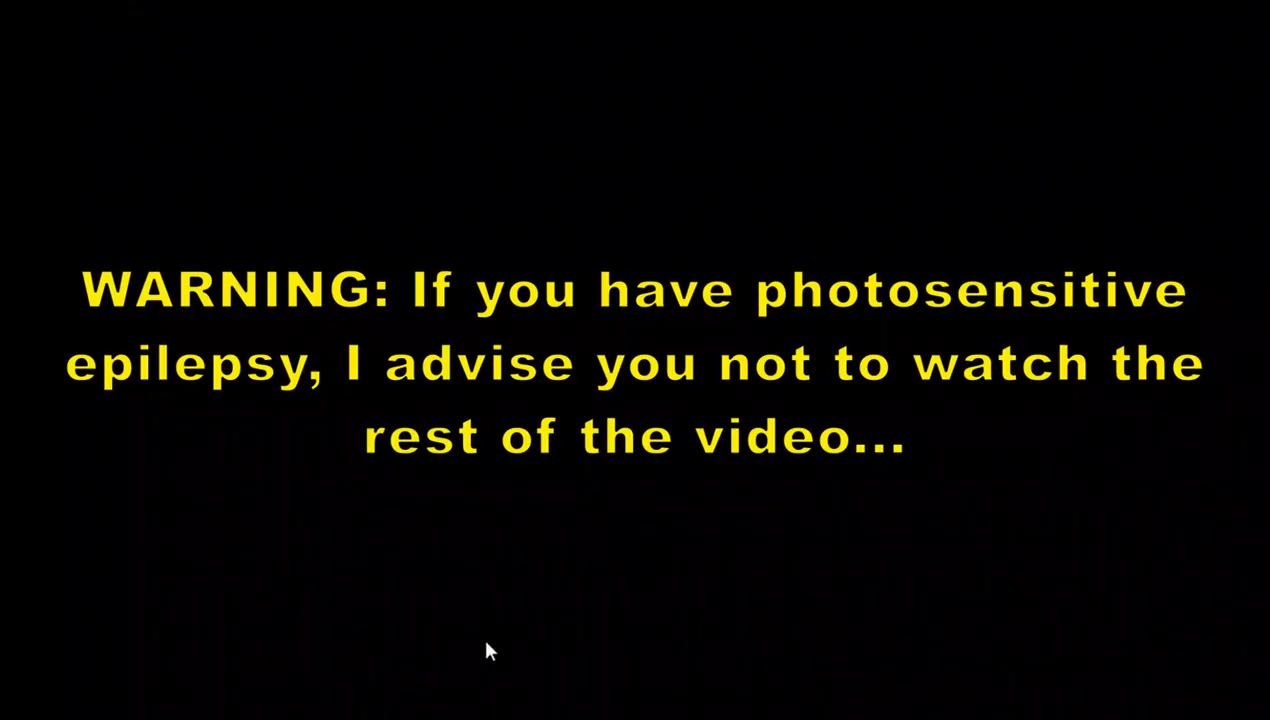 WARNING: If you have photosensitive
epilepsy, I advise you not to watch the
rest of the video...